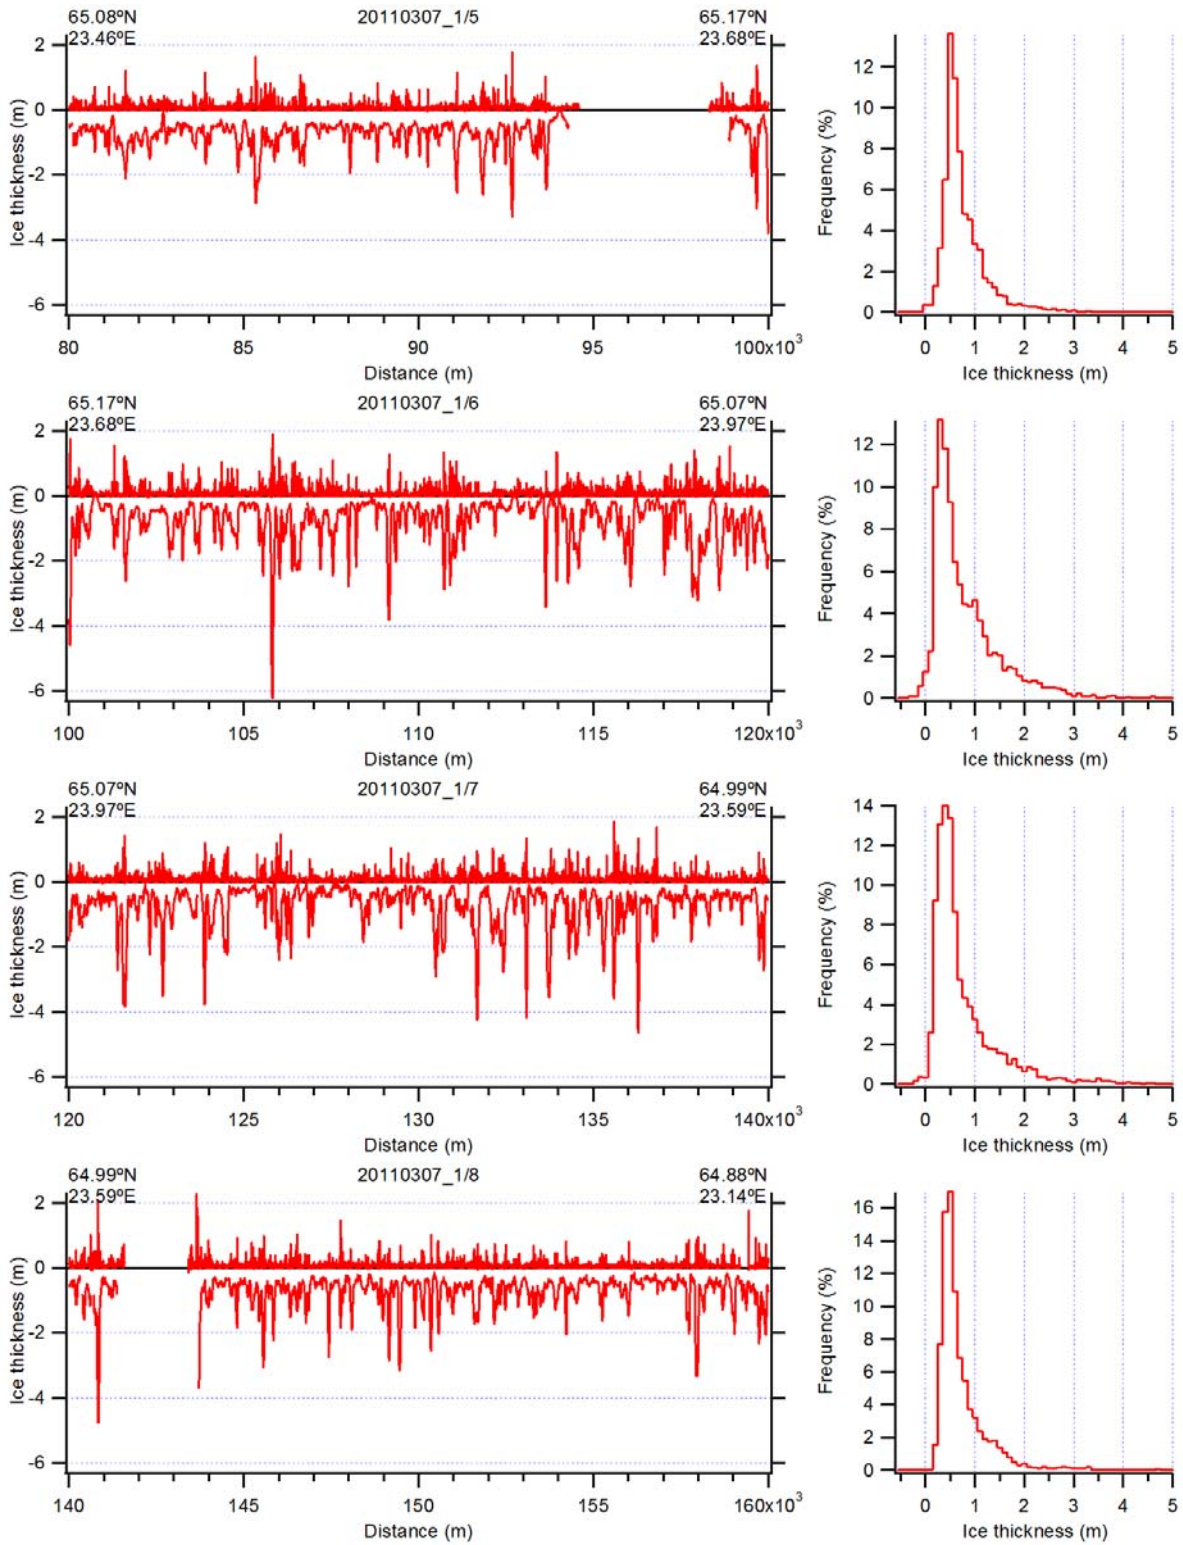 65.08ºN 20110307_1/5 65.17ºN
23.46ºE 23.68ºE
2
0
-2
-4
-6
Ice thickness (m)
80 85 90 95 100x10³
Distance (m)
12
10
8
6
4
2
0
Frequency (%)
0 1 2 3 4 5
Ice thickness (m)
65.17ºN 20110307_1/6 65.07ºN
23.68ºE 23.97ºE
2
0
-2
-4
-6
Ice thickness (m)
100 105 110 115 120x10³
Distance (m)
12
10
8
6
4
2
0
Frequency (%)
0 1 2 3 4 5
Ice thickness (m)
65.07ºN 20110307_1/7 64.99ºN
23.97ºE 23.59ºE
2
0
-2
-4
-6
Ice thickness (m)
120 125 130 135 140x10³
Distance (m)
14
12
10
8
6
4
2
0
Frequency (%)
0 1 2 3 4 5
Ice thickness (m)
64.99ºN 20110307_1/8 64.88ºN
23.59ºE 23.14ºE
2
0
-2
-4
-6
Ice thickness (m)
140 145 150 155 160x10³
Distance (m)
16
14
12
10
8
6
4
2
0
Frequency (%)
0 1 2 3 4 5
Ice thickness (m)